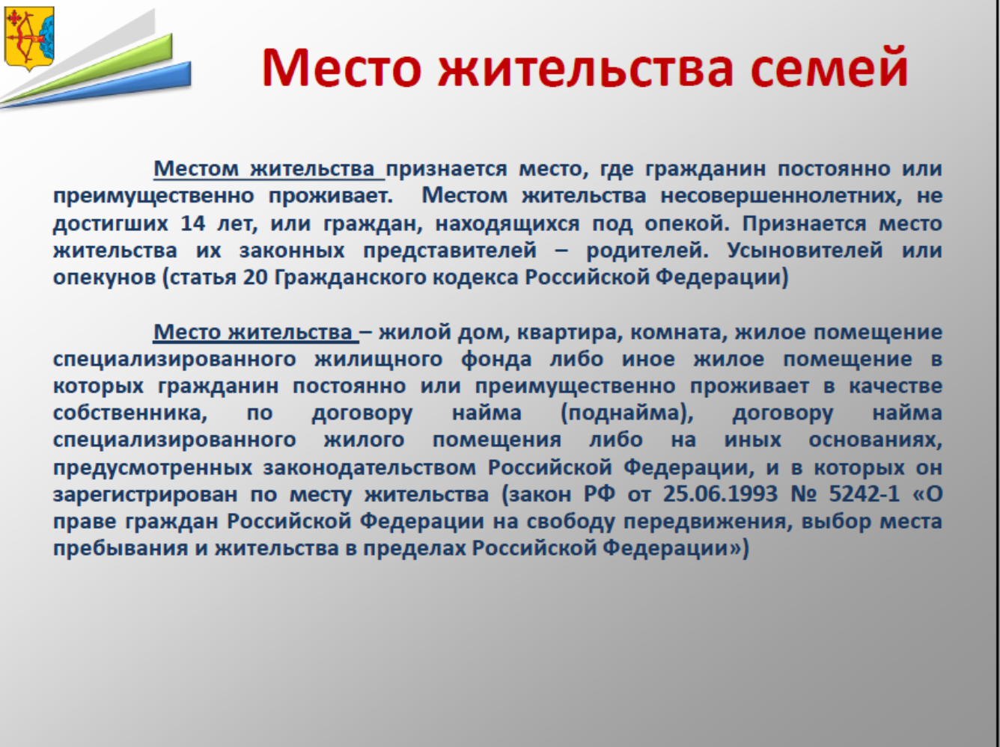 Место жительства семей
Местом жительства признается место, где гражданин постоянно или
преимущественно проживает. Местом жительства несовершеннолетних, не
достигших 14 лет, или граждан, находящихся под опекой. Признается место
жительства их законных представителей – родителей. Усыновителей или
опекунов (статья 20 Гражданского кодекса Российской Федерации)
Место жительства – жилой дом, квартира, комната, жилое помещение
специализированного жилищного фонда либо иное жилое помещение в
которых гражданин постоянно или преимущественно проживает в качестве
собственника, по договору найма (поднайма), договору найма
специализированного жилого помещения либо на иных основаниях,
предусмотренных законодательством Российской Федерации, и в которых он
зарегистрирован по месту жительства (закон РФ от 25.06.1993 № 5242-1 «О
праве граждан Российской Федерации на свободу передвижения, выбор места
пребывания и жительства в пределах Российской Федерации»)